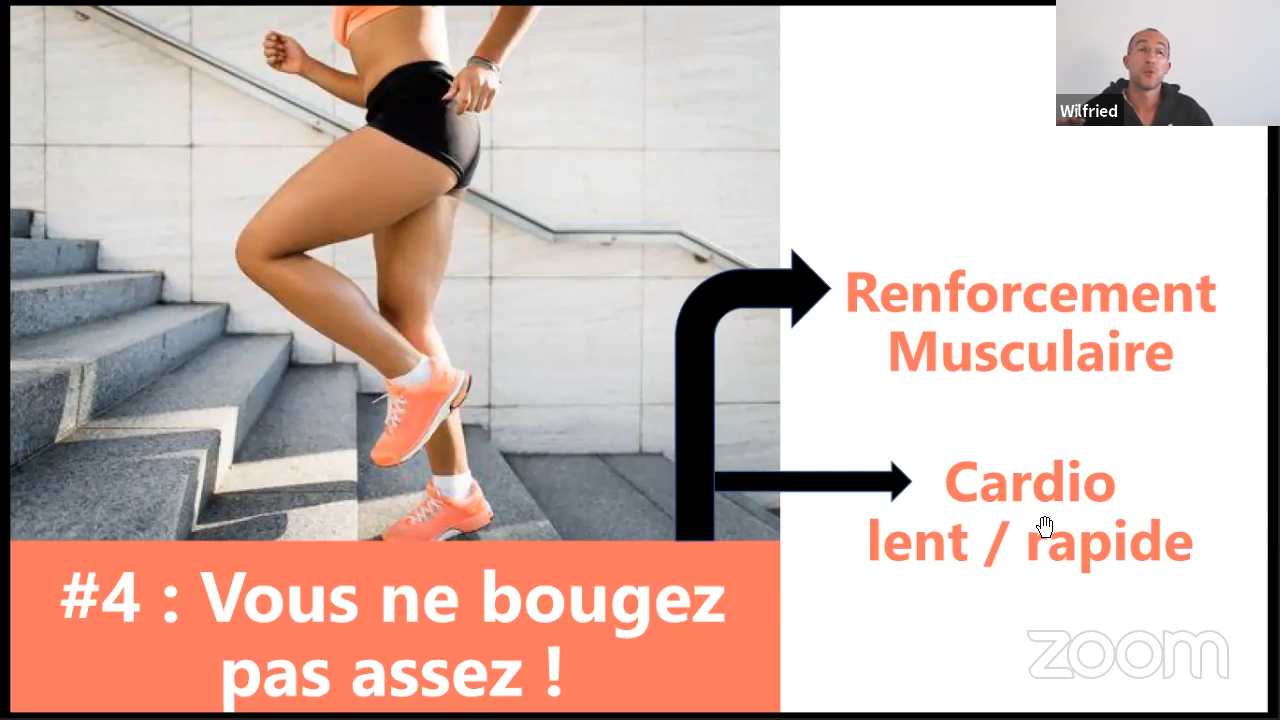 Wilfried
Renforcement
Musculaire
Cardio
lent / rapide
#4 : Vous ne bougez
pas assez !
zoom